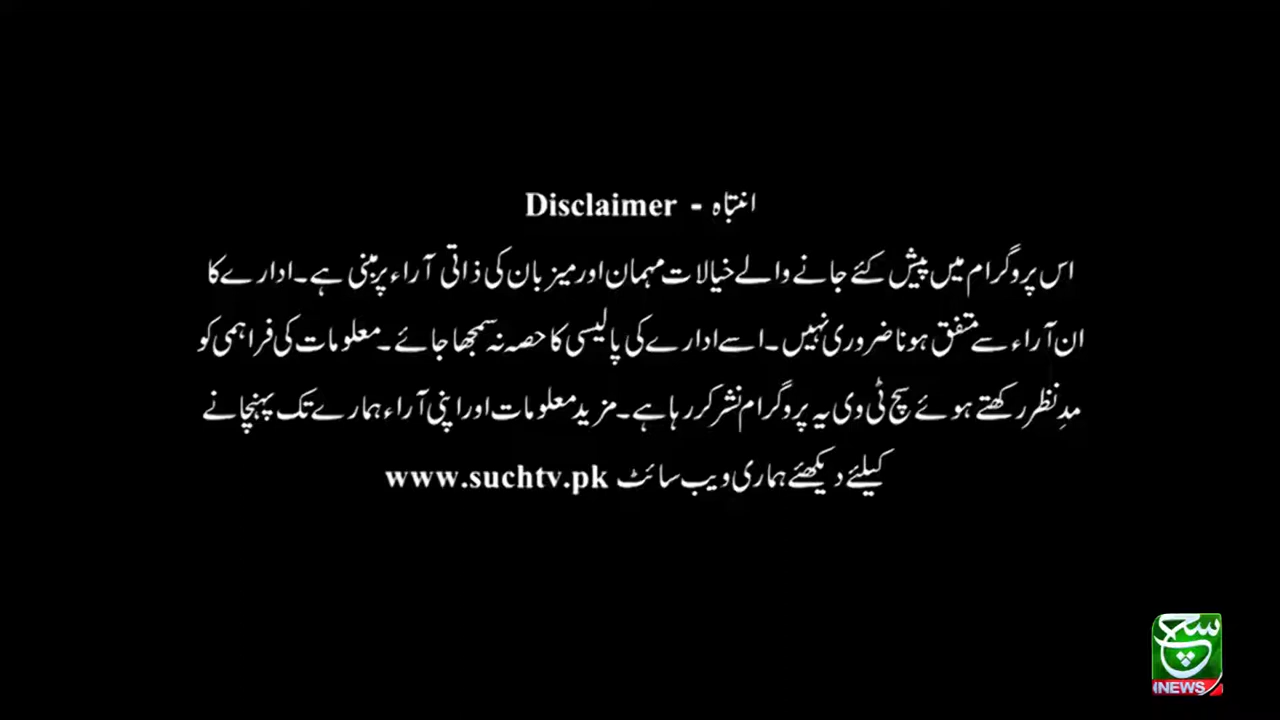 انتباہ - Disclaimer
اس پروگرام میں پیش کئے جانے والے خیالات مہمان اور میزبان کی ذاتی آراء پر مبنی ہے۔ ادارے کا
ان آراء سے متفق ہونا ضروری نہیں۔ اسے ادارے کی پالیسی کا حصہ نہ سمجھا جائے۔ معلومات کی فراہمی کو
مدِنظر رکھتے ہوئے سچ ٹی وی یہ پروگرام نشر کر رہا ہے۔ مزید معلومات اور اپنی آراء ہمارے تک پہنچانے
کیلئے دیکھئے ہماری ویب سائٹ www.suchtv.pk
سچ
NEWS